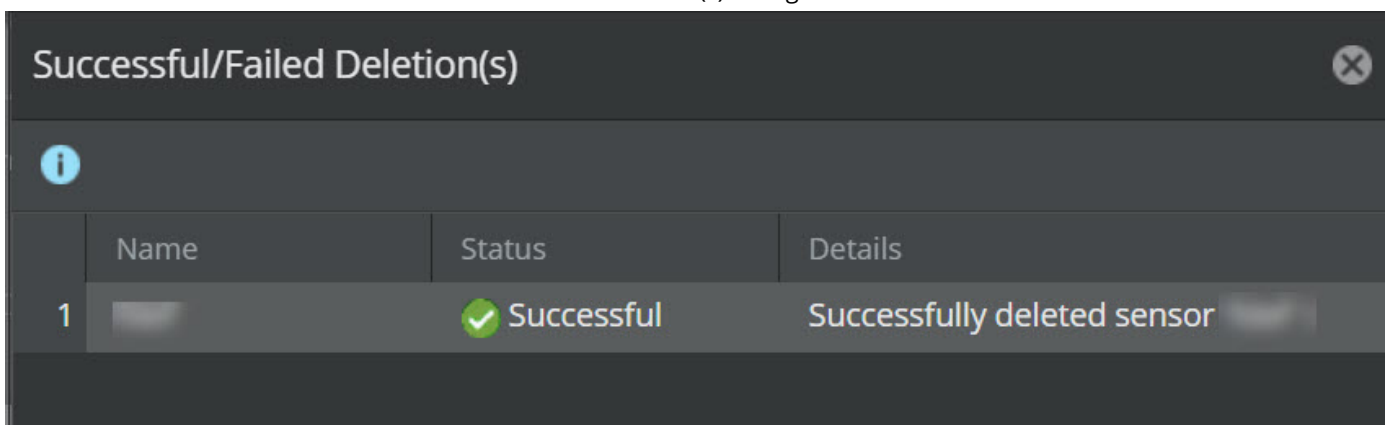 Successful/Failed Deletion(s)
Name Status Details
1 Successful Successfully deleted sensor